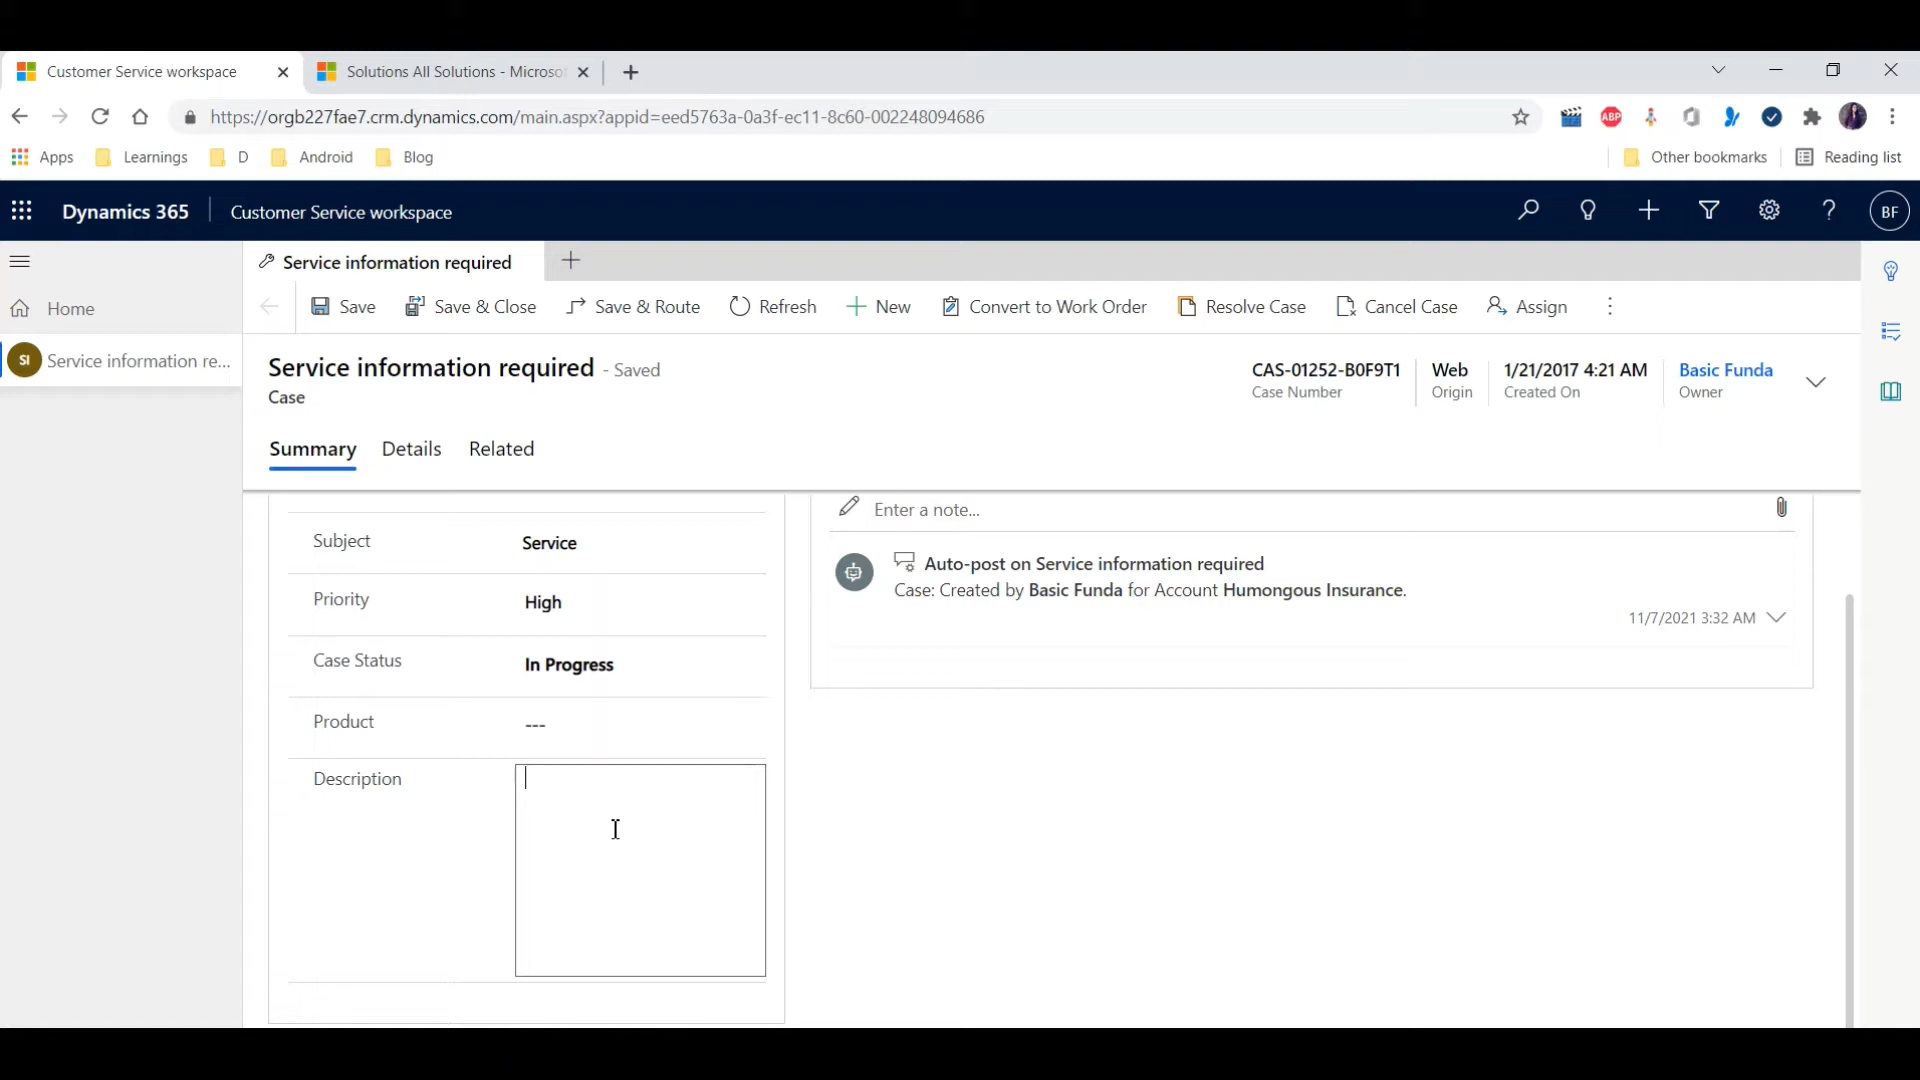 Customer Service workspace
Solutions All Solutions - Microso
https://orgb227fae7.crm.dynamics.com/main.aspx?appid=eed5763a-0a3f-ec11-8c60-002248094686
ABP
Apps Learnings D Android Blog Other bookmarks Reading list
Dynamics 365 Customer Service workspace BF
Service information required
Home
SI Service information re...
Save Save & Close Save & Route Refresh New Convert to Work Order Resolve Case Cancel Case Assign
Service information required - Saved
Case
CAS-01252-B0F9T1
Case Number
Web
Origin
1/21/2017 4:21 AM
Created On
Basic Funda
Owner
Summary Details Related
Subject Service
Priority High
Case Status In Progress
Product ---
Description
Enter a note...
Auto-post on Service information required
Case: Created by Basic Funda for Account Humongous Insurance.
11/7/2021 3:32 AM